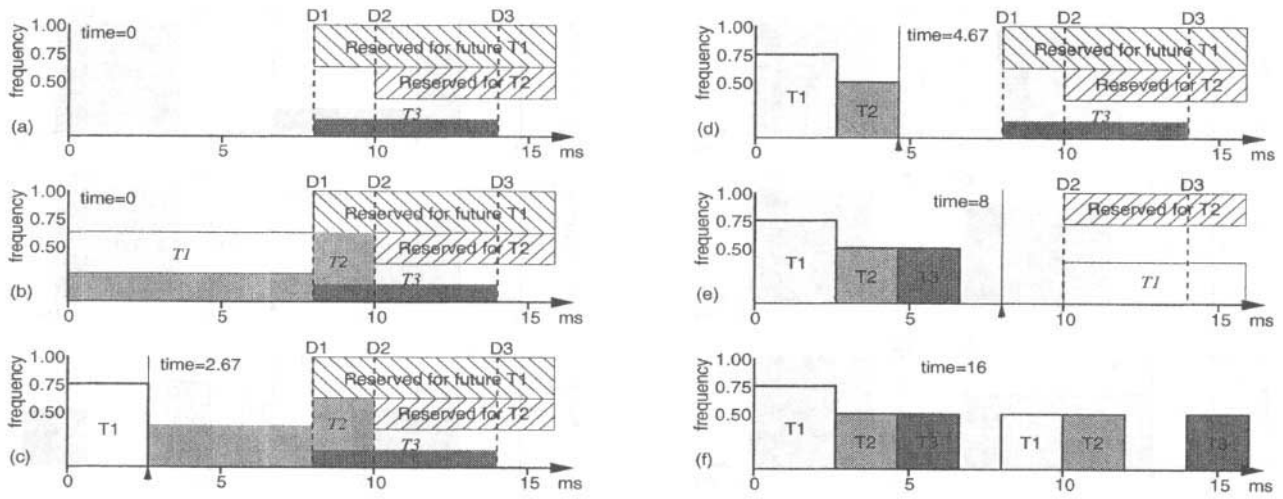 D1 D2 D3
1.00
time=0
0.75
Reserved for future T1
0.50
Reserved for T2
frequency
T3
(a)
0 5 10 15 ms
D1 D2 D3
1.00
time=0
0.75
Reserved for future T1
0.50
T1
T2
Reserved for T2
frequency
T3
(b)
0 5 10 15 ms
D1 D2 D3
1.00
time=2.67
0.75
Reserved for future T1
0.50
T1
T2
Reserved for T2
frequency
T3
(c)
0 5 10 15 ms
D1 D2 D3
1.00
time=4.67
0.75
Reserved for future T1
0.50
T1
T2
Reserved for T2
frequency
T3
(d)
0 5 10 15 ms
D2 D3
1.00
time=8
0.75
Reserved for T2
0.50
T1
T2
T3
T1
frequency
(e)
0 5 10 15 ms
1.00
time=16
0.75
0.50
T1
T2
T3
T1
T2
T3
frequency
(f)
0 5 10 15 ms